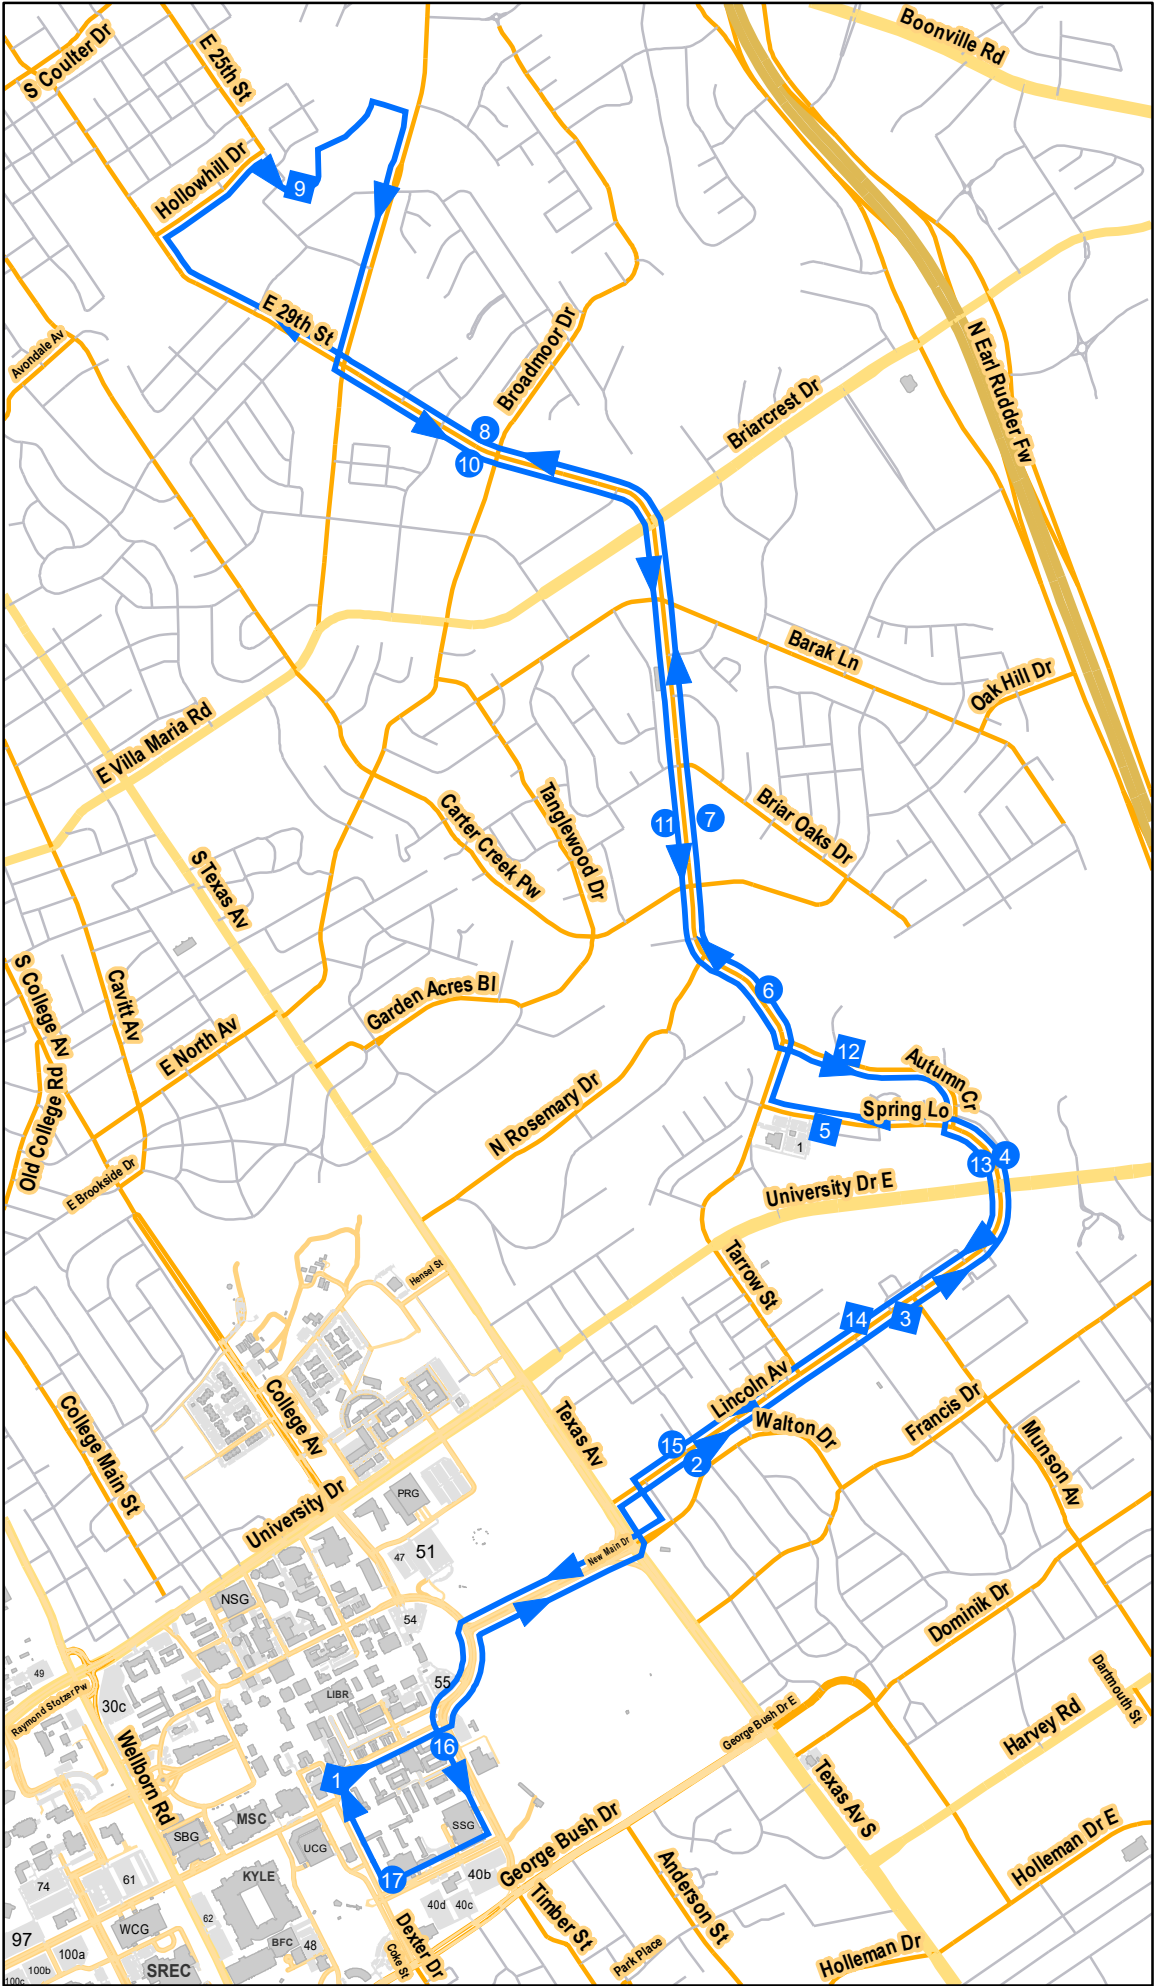 Boonville Rd
S Coulter Dr
E 25th St
Hollowhill Dr
9
E 29th St
Avondale Av
Broadmoor Dr
N Earl Rudder Fw
Briarcrest Dr
8
10
Barak Ln
Oak Hill Dr
E Villa Maria Rd
Carter Creek Pw
Tanglewood Dr
11
7
Briar Oaks Dr
S Texas Av
S College Av
Cavitt Av
Garden Acres Bl
6
E North Av
12
Autumn Cr
Old College Rd
Spring Lo
5
1
N Rosemary Dr
13
4
E Brookside Dr
University Dr E
Tarrow St
Hensel St
14
3
College Main St
College Av
Texas Av
Lincoln Av
Walton Dr
Francis Dr
Munson Av
15
2
University Dr
PRG
47
51
New Main Dr
NSG
54
Dominik Dr
49
Raymond Stotzer Pw
30c
LIBR
55
Dartmouth St
George Bush Dr E
Harvey Rd
Wellborn Rd
16
1
MSC
SBG
UCG
SSG
Texas Av S
George Bush Dr
Holleman Dr E
74
61
KYLE
17
40b
40d
40c
62
WCG
BFC
48
Timber St
Anderson St
97
100a
100b
100c
SREC
Dexter Dr
Coke St
Park Place
Holleman Dr